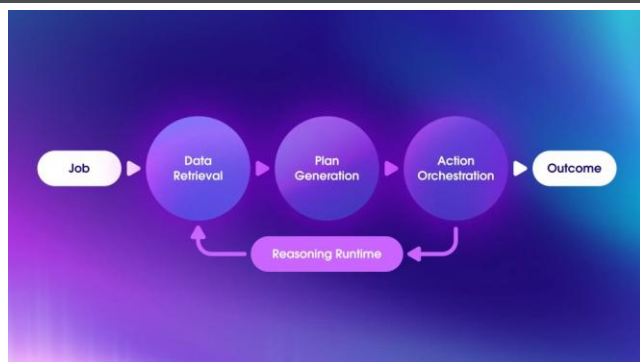 Job
Data
Retrieval
Plan
Generation
Action
Orchestration
Outcome
Reasoning Runtime